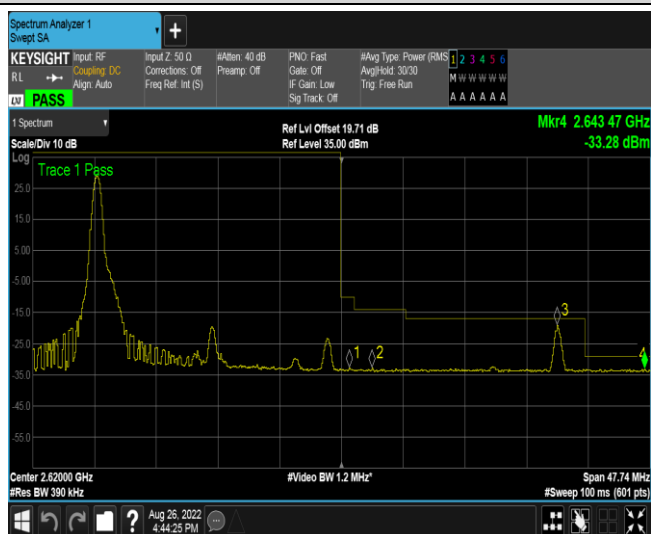 Spectrum Analyzer 1
Swept SA
+
KEYSIGHT
RL
LXI PASS
Input: RF
Coupling: DC
Align: Auto
Input Z: 50 Ω
Corrections: Off
Freq Ref: Int (S)
#Atten: 40 dB
Preamp: Off
PNO: Fast
Gate: Off
IF Gain: Low
Sig Track: Off
#Avg Type: Power (RMS
Avg|Hold: 30/30
Trig: Free Run
1 2 3 4 5 6
M W W W W W
A A A A A A
1 Spectrum
Scale/Div 10 dB
Ref Lvl Offset 19.71 dB
Ref Level 35.00 dBm
Mkr4 2.643 47 GHz
-33.28 dBm
Log
Trace 1 Pass
25.0
15.0
5.00
-5.00
-15.0
-25.0
-35.0
-45.0
-55.0
1
2
3
4
Center 2.62000 GHz
#Res BW 390 kHz
#Video BW 1.2 MHz*
Span 47.74 MHz
#Sweep 100 ms (601 pts)
?
Aug 26, 2022
4:44:25 PM